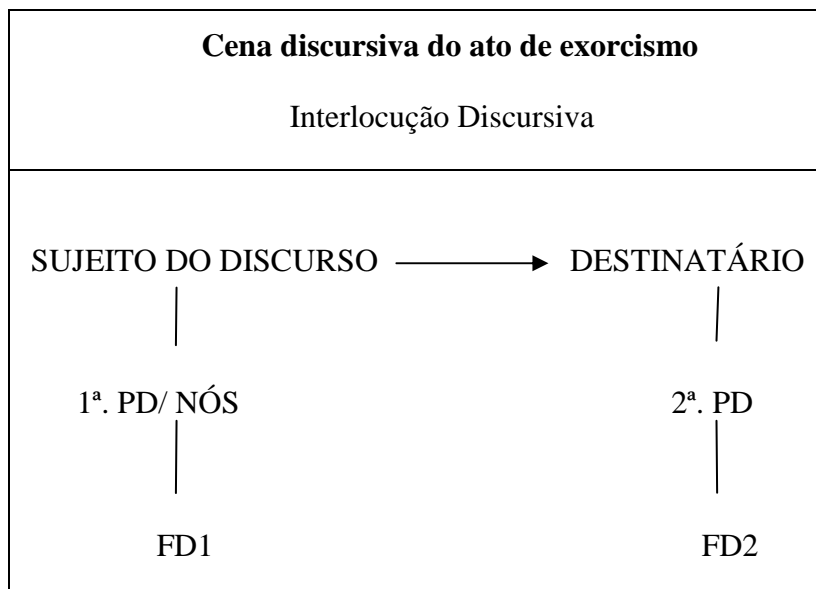 Cena discursiva do ato de exorcismo
Interlocução Discursiva
SUJEITO DO DISCURSO DESTINATÁRIO
1ª. PD/ NÓS 2ª. PD
FD1 FD2